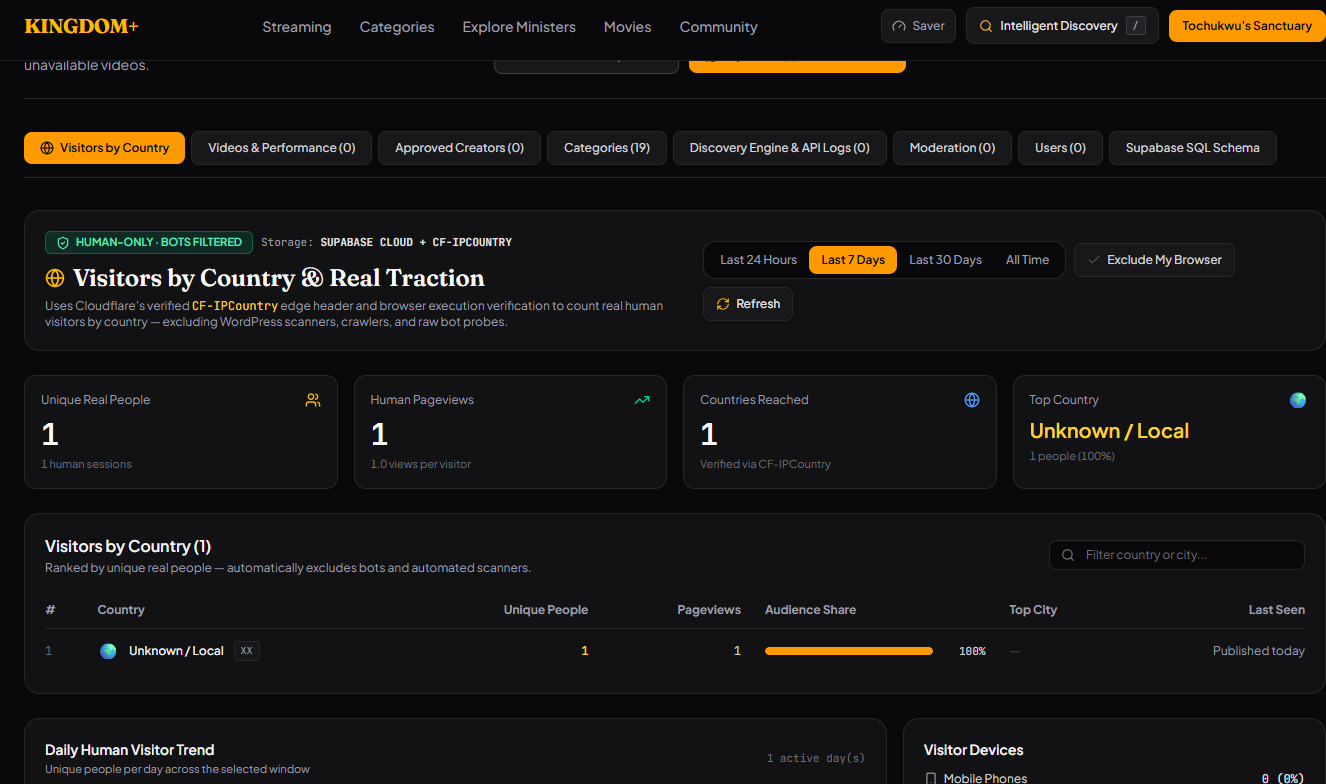 KINGDOM+
Streaming
Categories
Explore Ministers
Movies
Community
Saver
Intelligent Discovery /
Tochukwu's Sanctuary
unavailable videos.
Visitors by Country
Videos & Performance (0)
Approved Creators (0)
Categories (19)
Discovery Engine & API Logs (0)
Moderation (0)
Users (0)
Supabase SQL Schema
HUMAN-ONLY · BOTS FILTERED
Storage: SUPABASE CLOUD + CF-IPCOUNTRY
Visitors by Country & Real Traction
Uses Cloudflare's verified CF-IPCountry edge header and browser execution verification to count real human
visitors by country — excluding WordPress scanners, crawlers, and raw bot probes.
Last 24 Hours
Last 7 Days
Last 30 Days
All Time
Exclude My Browser
Refresh
Unique Real People
1
1 human sessions
Human Pageviews
1
1.0 views per visitor
Countries Reached
1
Verified via CF-IPCountry
Top Country
Unknown / Local
1 people (100%)
Visitors by Country (1)
Ranked by unique real people — automatically excludes bots and automated scanners.
Filter country or city...
# Country Unique People Pageviews Audience Share Top City Last Seen
1 Unknown / Local XX 1 1 100% — Published today
Daily Human Visitor Trend
Unique people per day across the selected window
1 active day(s)
Visitor Devices
Mobile Phones 0 (0%)